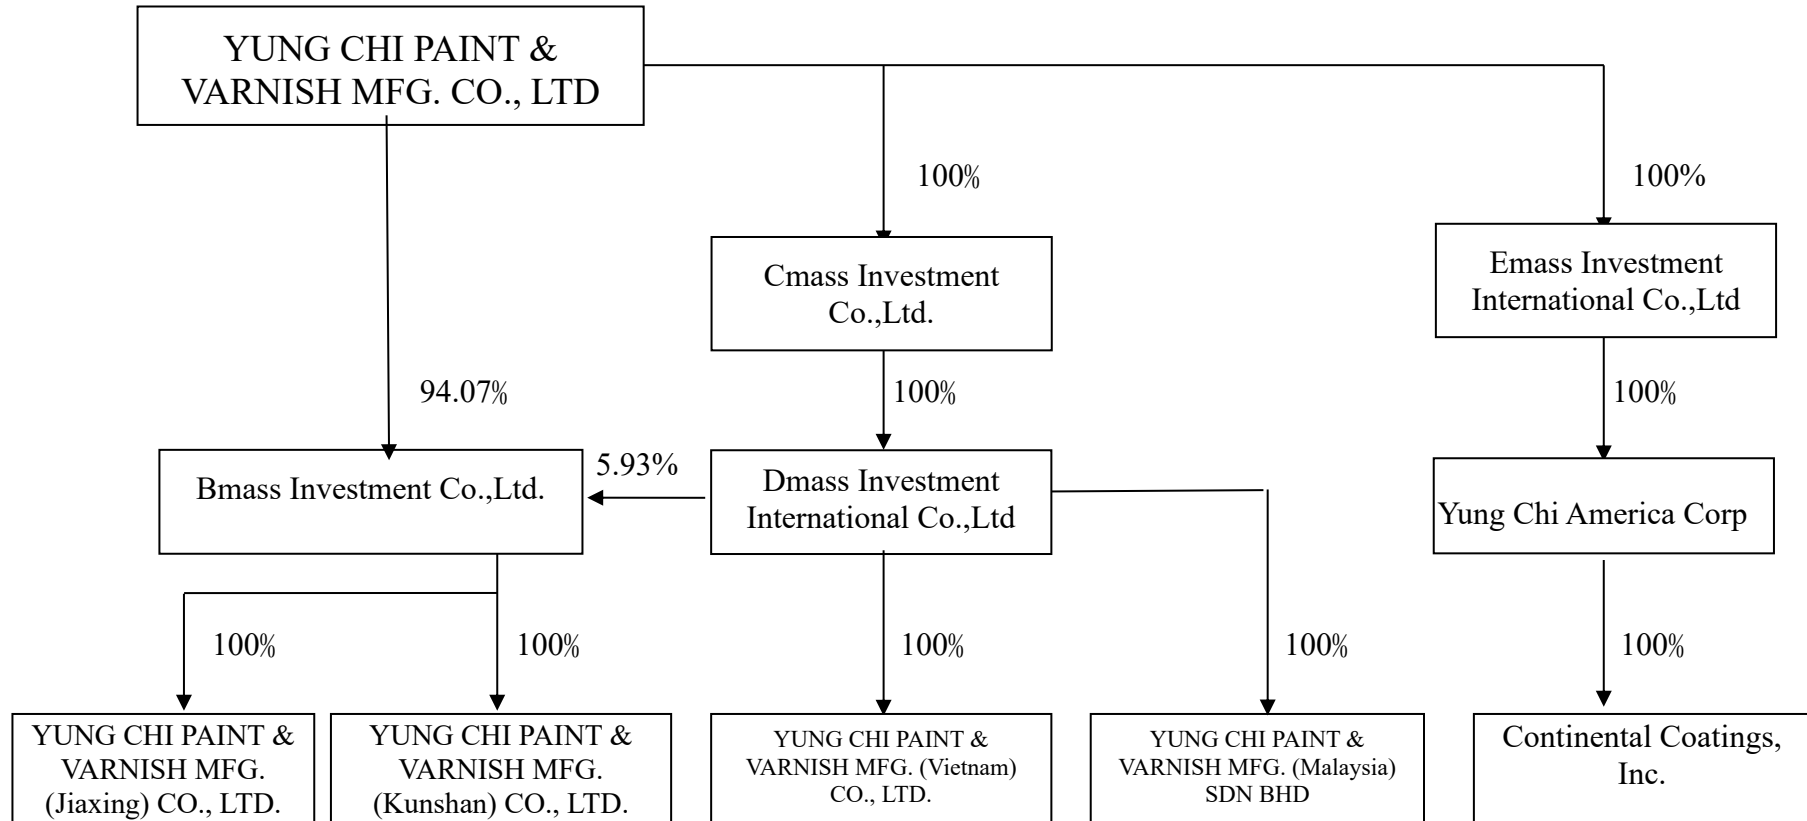 YUNG CHI PAINT &
VARNISH MFG. CO., LTD
100%
100%
Cmass Investment
Co.,Ltd.
Emass Investment
International Co.,Ltd
94.07%
100%
100%
Bmass Investment Co.,Ltd.
5.93%
Dmass Investment
International Co.,Ltd
Yung Chi America Corp
100%
100%
100%
100%
100%
YUNG CHI PAINT &
VARNISH MFG.
(Jiaxing) CO., LTD.
YUNG CHI PAINT &
VARNISH MFG.
(Kunshan) CO., LTD.
YUNG CHI PAINT &
VARNISH MFG. (Vietnam)
CO., LTD.
YUNG CHI PAINT &
VARNISH MFG. (Malaysia)
SDN BHD
Continental Coatings,
Inc.